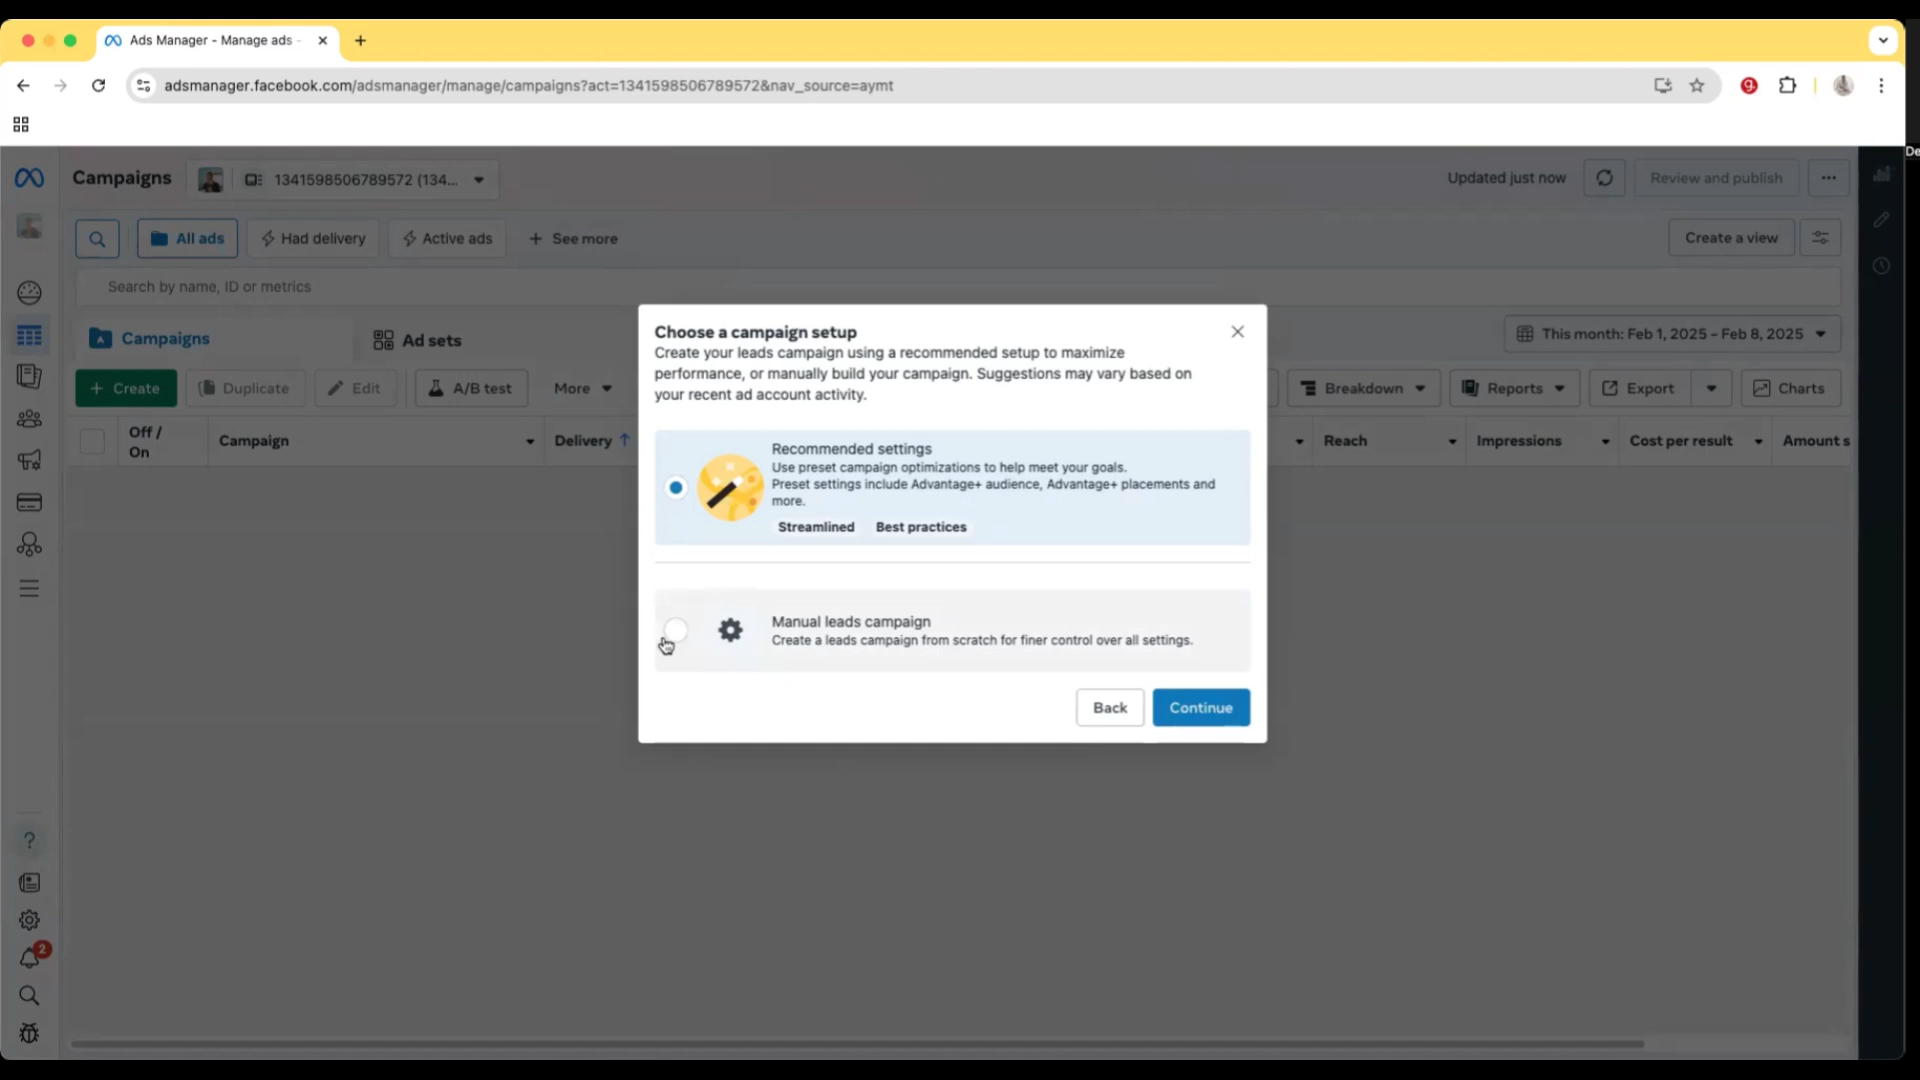 Ads Manager - Manage ads -
adsmanager.facebook.com/adsmanager/manage/campaigns?act=1341598506789572&nav_source=aymt
De
Campaigns
1341598506789572 (134...
Updated just now
Review and publish
All ads
Had delivery
Active ads
+ See more
Create a view
Search by name, ID or metrics
Campaigns
Ad sets
This month: Feb 1, 2025 – Feb 8, 2025
+ Create
Duplicate
Edit
A/B test
More
Breakdown
Reports
Export
Charts
Off / On
Campaign
Delivery ↑
Reach
Impressions
Cost per result
Amount s
Choose a campaign setup
Create your leads campaign using a recommended setup to maximize
performance, or manually build your campaign. Suggestions may vary based on
your recent ad account activity.
Recommended settings
Use preset campaign optimizations to help meet your goals.
Preset settings include Advantage+ audience, Advantage+ placements and
more.
Streamlined Best practices
Manual leads campaign
Create a leads campaign from scratch for finer control over all settings.
Back
Continue
2